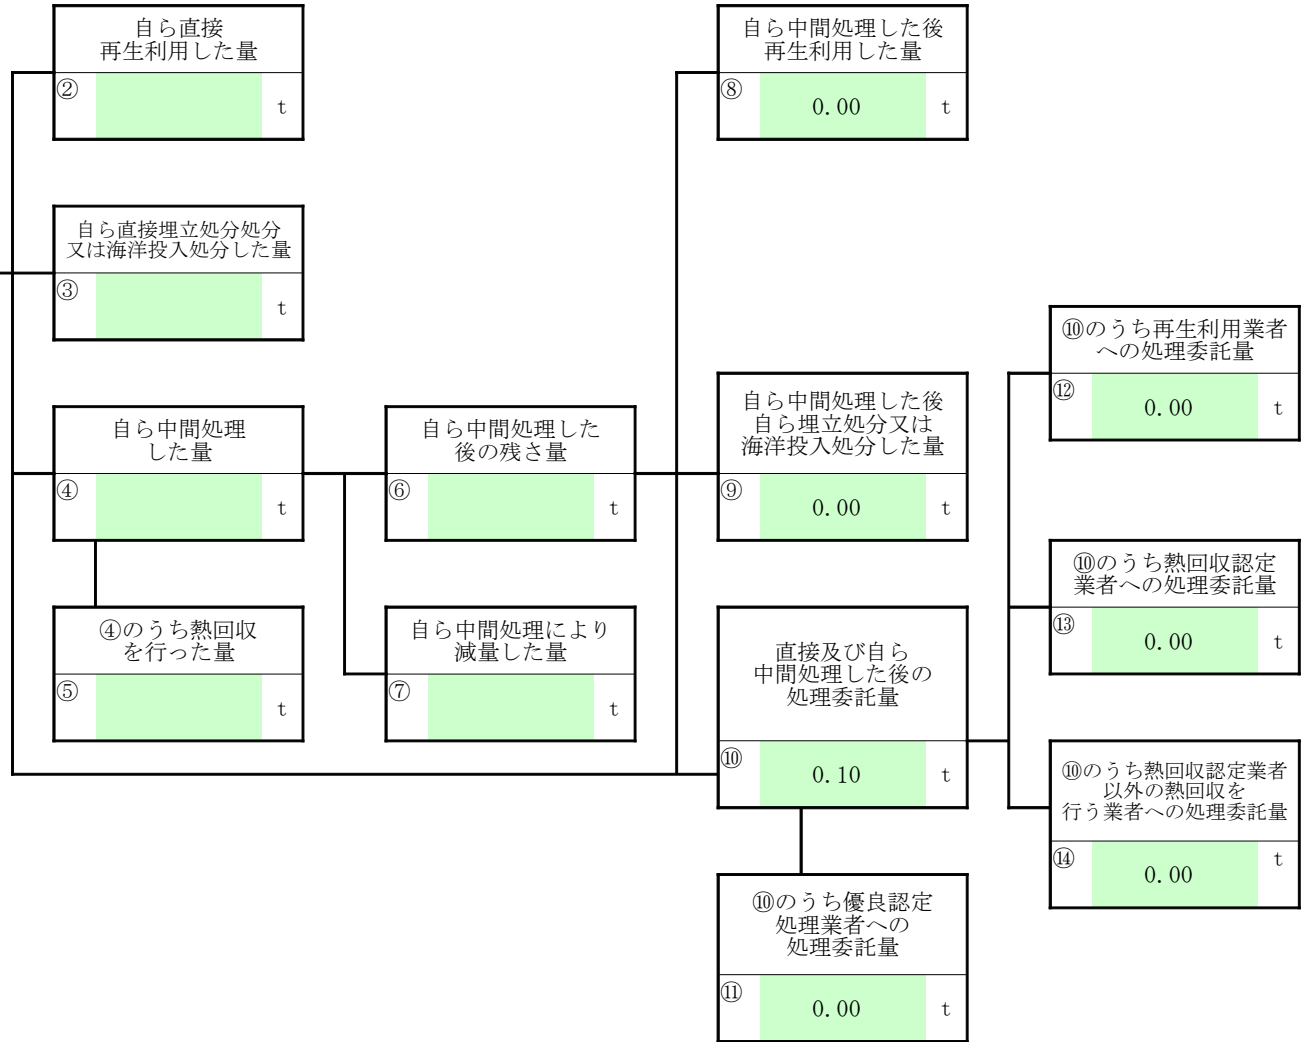 自ら直接
再生利用した量
②
t
自ら中間処理した後
再生利用した量
⑧
0.00
t
自ら直接埋立処分処分
又は海洋投入処分した量
③
t
⑩のうち再生利用業者
への処理委託量
⑫
0.00
t
自ら中間処理
した量
④
t
自ら中間処理した
後の残さ量
⑥
t
自ら中間処理した後
自ら埋立処分又は
海洋投入処分した量
⑨
0.00
t
⑩のうち熱回収認定
業者への処理委託量
⑬
0.00
t
④のうち熱回収
を行った量
⑤
t
自ら中間処理により
減量した量
⑦
t
直接及び自ら
中間処理した後の
処理委託量
⑩
0.10
t
⑩のうち熱回収認定業者
以外の熱回収を
行う業者への処理委託量
⑭
0.00
t
⑩のうち優良認定
処理業者への
処理委託量
⑪
0.00
t